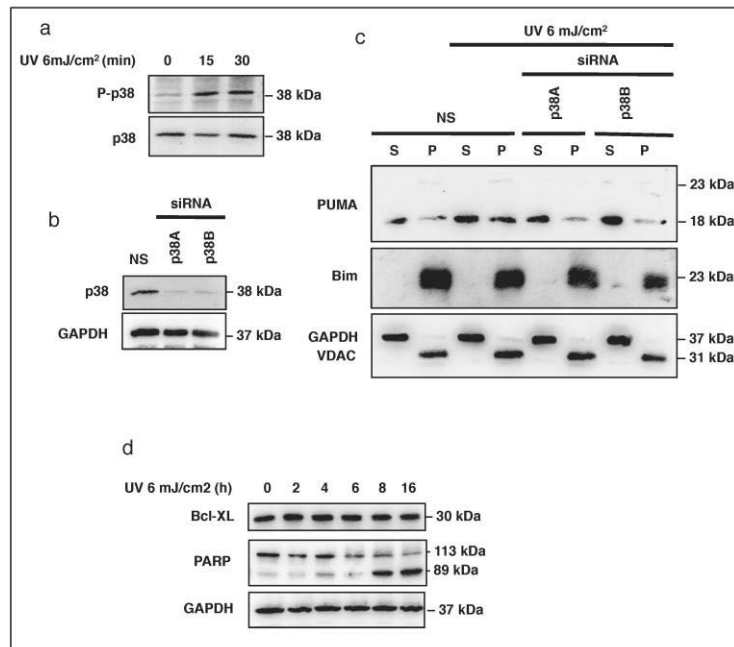 a
UV 6mJ/cm² (min) 0 15 30
P-p38 38 kDa
p38 38 kDa
b
siRNA
NS p38A p38B
p38 38 kDa
GAPDH 37 kDa
c
UV 6 mJ/cm²
siRNA
NS p38A p38B
S P S P S P S P
23 kDa
PUMA 18 kDa
Bim 23 kDa
GAPDH 37 kDa
VDAC 31 kDa
d
UV 6 mJ/cm2 (h) 0 2 4 6 8 16
Bcl-XL 30 kDa
113 kDa
PARP
89 kDa
GAPDH 37 kDa